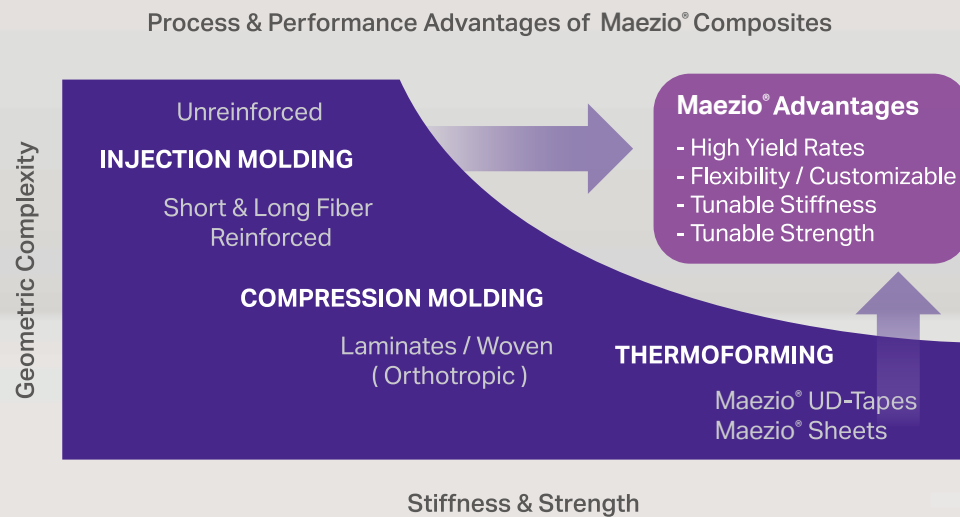 Process & Performance Advantages of Maezio® Composites
Geometric Complexity
Unreinforced
INJECTION MOLDING
Short & Long Fiber
Reinforced
COMPRESSION MOLDING
Laminates / Woven
( Orthotropic )
THERMOFORMING
Maezio® UD-Tapes
Maezio® Sheets
Maezio® Advantages
- High Yield Rates
- Flexibility / Customizable
- Tunable Stiffness
- Tunable Strength
Stiffness & Strength